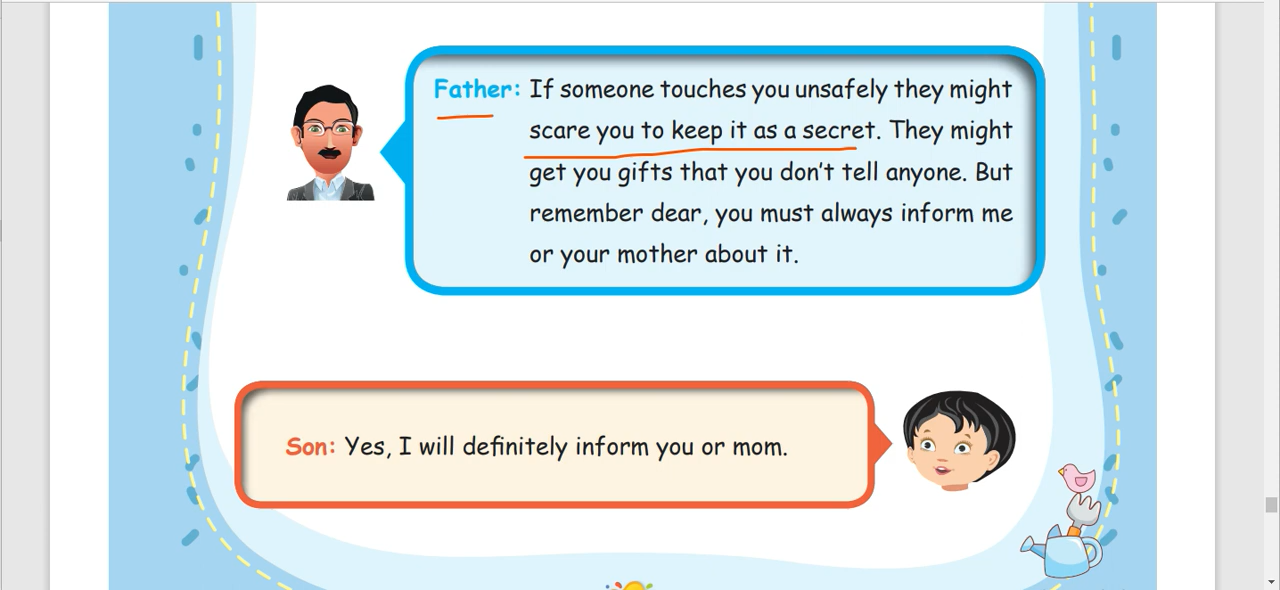 Father: If someone touches you unsafely they might
scare you to keep it as a secret. They might
get you gifts that you don't tell anyone. But
remember dear, you must always inform me
or your mother about it.
Son: Yes, I will definitely inform you or mom.